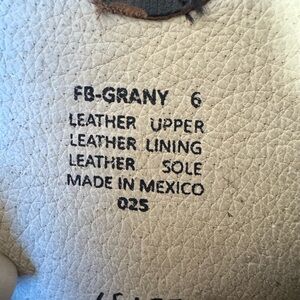 FB-GRANY 6
LEATHER UPPER
LEATHER LINING
LEATHER SOLE
MADE IN MEXICO
025